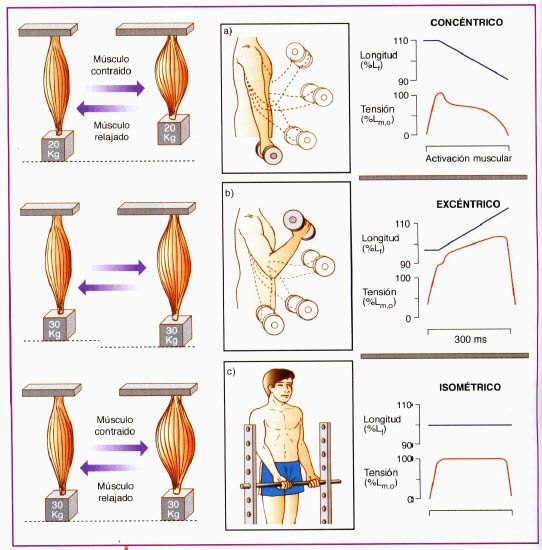 Músculo
contraido
Músculo
relajado
20
Kg
20
Kg
a)
CONCÉNTRICO
Longitud
(%Lf)
110
90
Tensión
(%Lm,o)
100
0
Activación muscular
30
Kg
30
Kg
b)
EXCÉNTRICO
Longitud
(%Lf)
110
90
Tensión
(%Lm,o)
100
0
300 ms
Músculo
contraido
Músculo
relajado
30
Kg
30
Kg
c)
ISOMÉTRICO
Longitud
(%Lf)
110
90
Tensión
(%Lm,o)
100
0